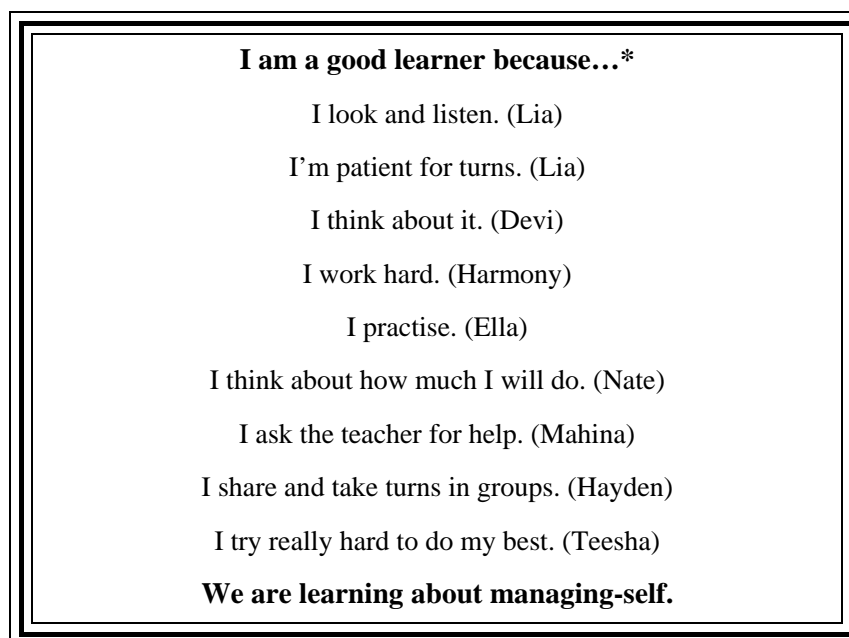 I am a good learner because…*
I look and listen. (Lia)
I’m patient for turns. (Lia)
I think about it. (Devi)
I work hard. (Harmony)
I practise. (Ella)
I think about how much I will do. (Nate)
I ask the teacher for help. (Mahina)
I share and take turns in groups. (Hayden)
I try really hard to do my best. (Teesha)
We are learning about managing-self.